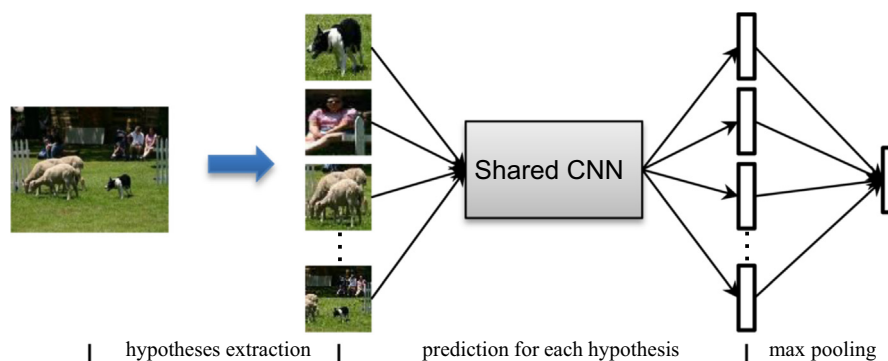 Shared CNN
hypotheses extraction
prediction for each hypothesis
max pooling